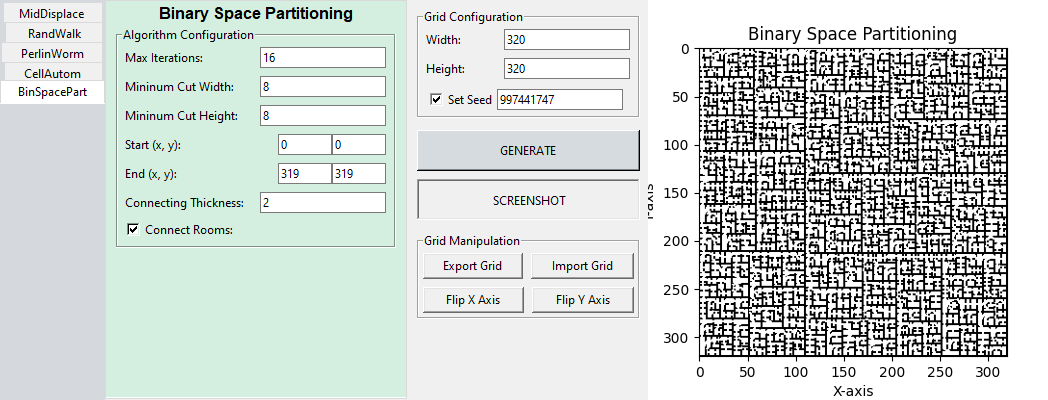 MidDisplace
RandWalk
PerlinWorm
CellAutom
BinSpacePart
Binary Space Partitioning
Algorithm Configuration
Max Iterations: 16
Mininum Cut Width: 8
Mininum Cut Height: 8
Start (x, y): 0 0
End (x, y): 319 319
Connecting Thickness: 2
Connect Rooms:
Grid Configuration
Width: 320
Height: 320
Set Seed 997441747
GENERATE
SCREENSHOT
Grid Manipulation
Export Grid Import Grid
Flip X Axis Flip Y Axis
Binary Space Partitioning
0
50
100
150
200
250
300
0 50 100 150 200 250 300
X-axis